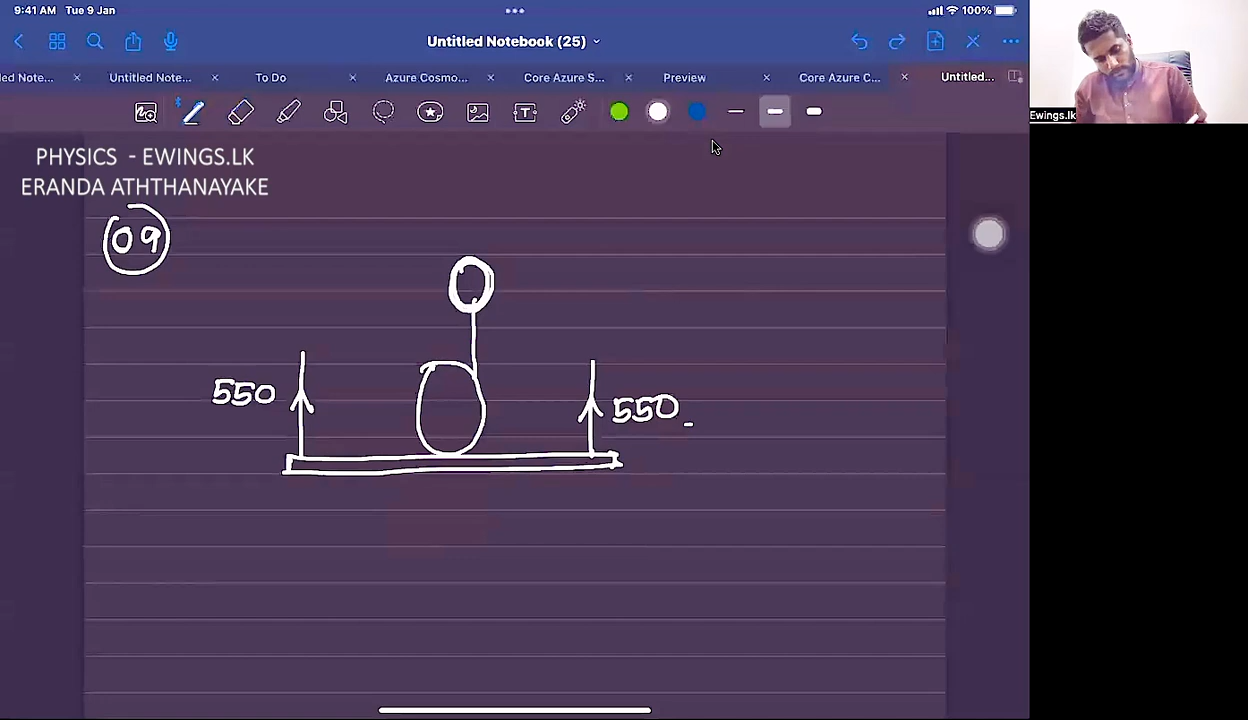 9:41 AM Tue 9 Jan
100%
Untitled Notebook (25)
led Note...
Untitled Note...
To Do
Azure Cosmo...
Core Azure S...
Preview
Core Azure C...
Untitled...
T
Ewings.lk
PHYSICS - EWINGS.LK
ERANDA ATHTHANAYAKE
09
550
550